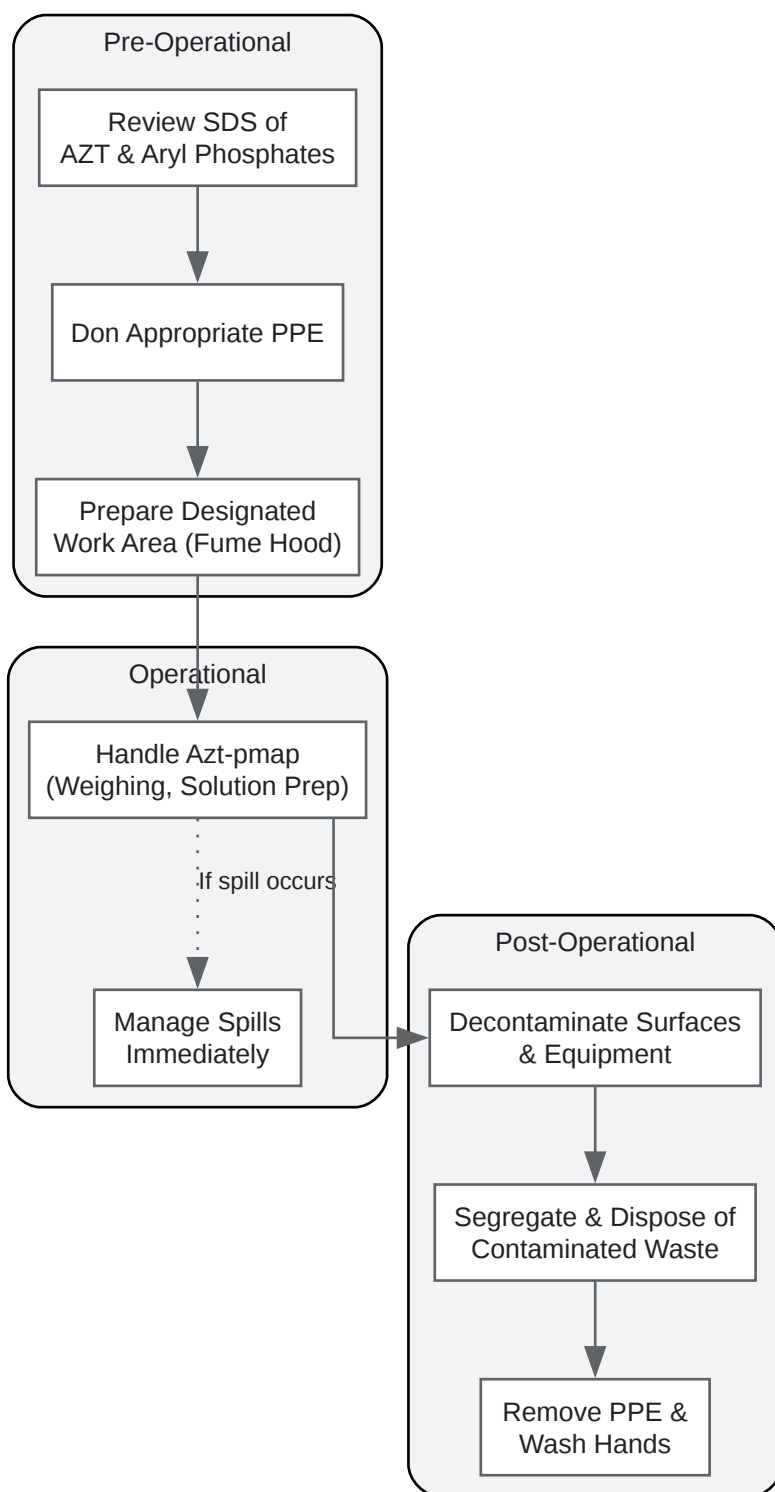 Pre-Operational
Review SDS of
AZT & Aryl Phosphates
Don Appropriate PPE
Prepare Designated
Work Area (Fume Hood)
Operational
Handle Azt-pmap
(Weighing, Solution Prep)
If spill occurs
Manage Spills
Immediately
Post-Operational
Decontaminate Surfaces
& Equipment
Segregate & Dispose of
Contaminated Waste
Remove PPE &
Wash Hands